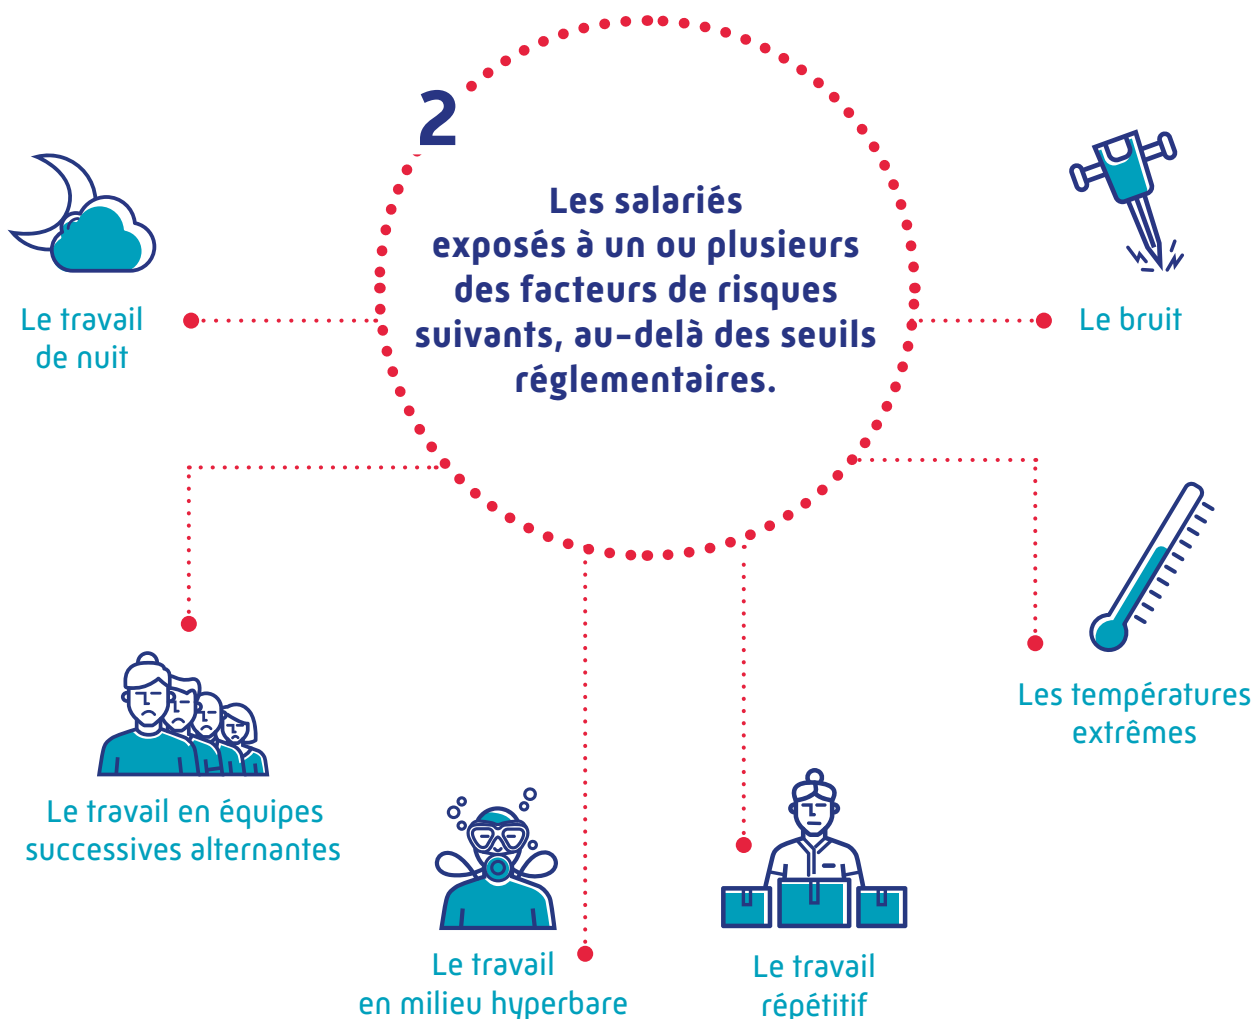 2
Les salariés
exposés à un ou plusieurs
des facteurs de risques
suivants, au-delà des seuils
réglementaires.
Le travail
de nuit
Le bruit
Les températures
extrêmes
Le travail en équipes
successives alternantes
Le travail
en milieu hyperbare
Le travail
répétitif